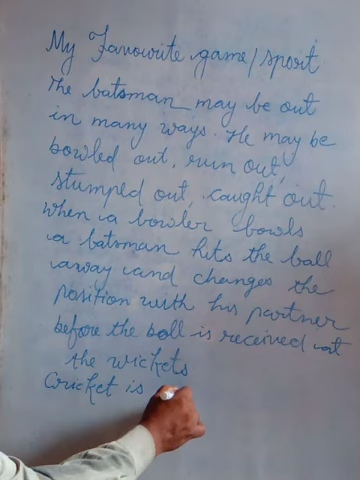 My Favourite game/sport
The batsman may be out
in many ways. He may be
bowled out, run out,
stumped out, caught out.
When a bowler bowls
a batsman hits the ball
away and changes the
position with his partner
before the ball is received at
the wickets
Cricket is